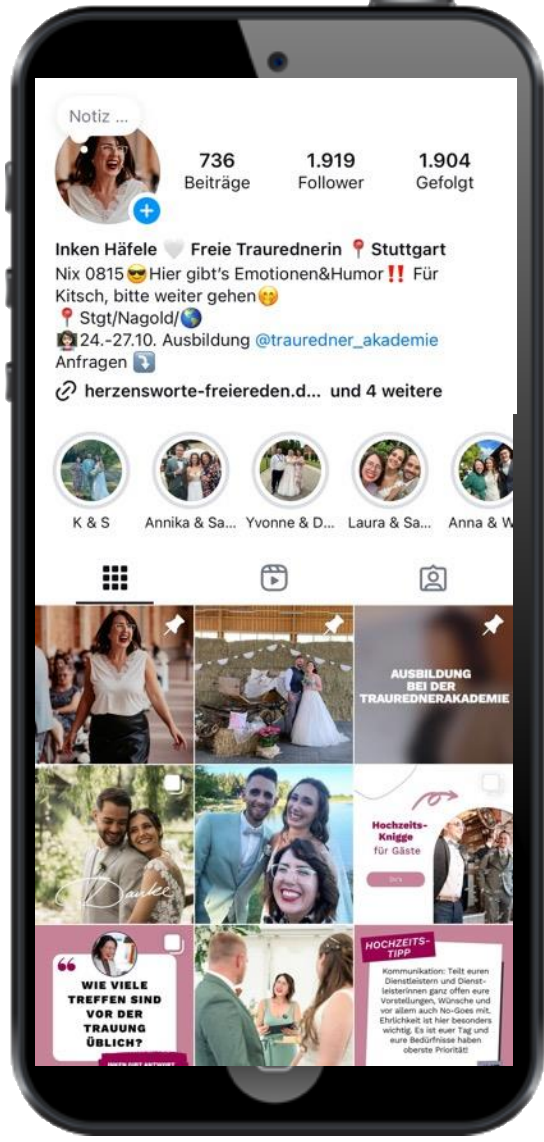 Notiz ...
736
1.919
1.904
Beiträge
Follower
Gefolgt
Inken Häfele 🤍 Freie Traurednerin 📍 Stuttgart
Nix 0815😎Hier gibt's Emotionen&Humor‼️ Für
Kitsch, bitte weiter gehen😋
📍 Stgt/Nagold/🌎
👩🏻‍🏫24.-27.10. Ausbildung @trauredner_akademie
Anfragen ⤵️
herzensworte-freiereden.d... und 4 weitere
K & S
Annika & Sa...
Yvonne & D...
Laura & Sa...
Anna & W
AUSBILDUNG
BEI DER
TRAUREDNERAKADEMIE
Danke
Hochzeits-
Knigge
für Gäste
Do's
WIE VIELE
TREFFEN SIND
VOR DER
TRAUUNG
ÜBLICH?
INKEN GIBT ANTWORT
HOCHZEITS-
TIPP
Kommunikation: Teilt euren
Dienstleistern und Dienst-
leisterinnen ganz offen eure
Vorstellungen, Wünsche und
vor allem auch No-Goes mit.
Ehrlichkeit ist hier besonders
wichtig. Es ist euer Tag und
eure Bedürfnisse haben
oberste Priorität!